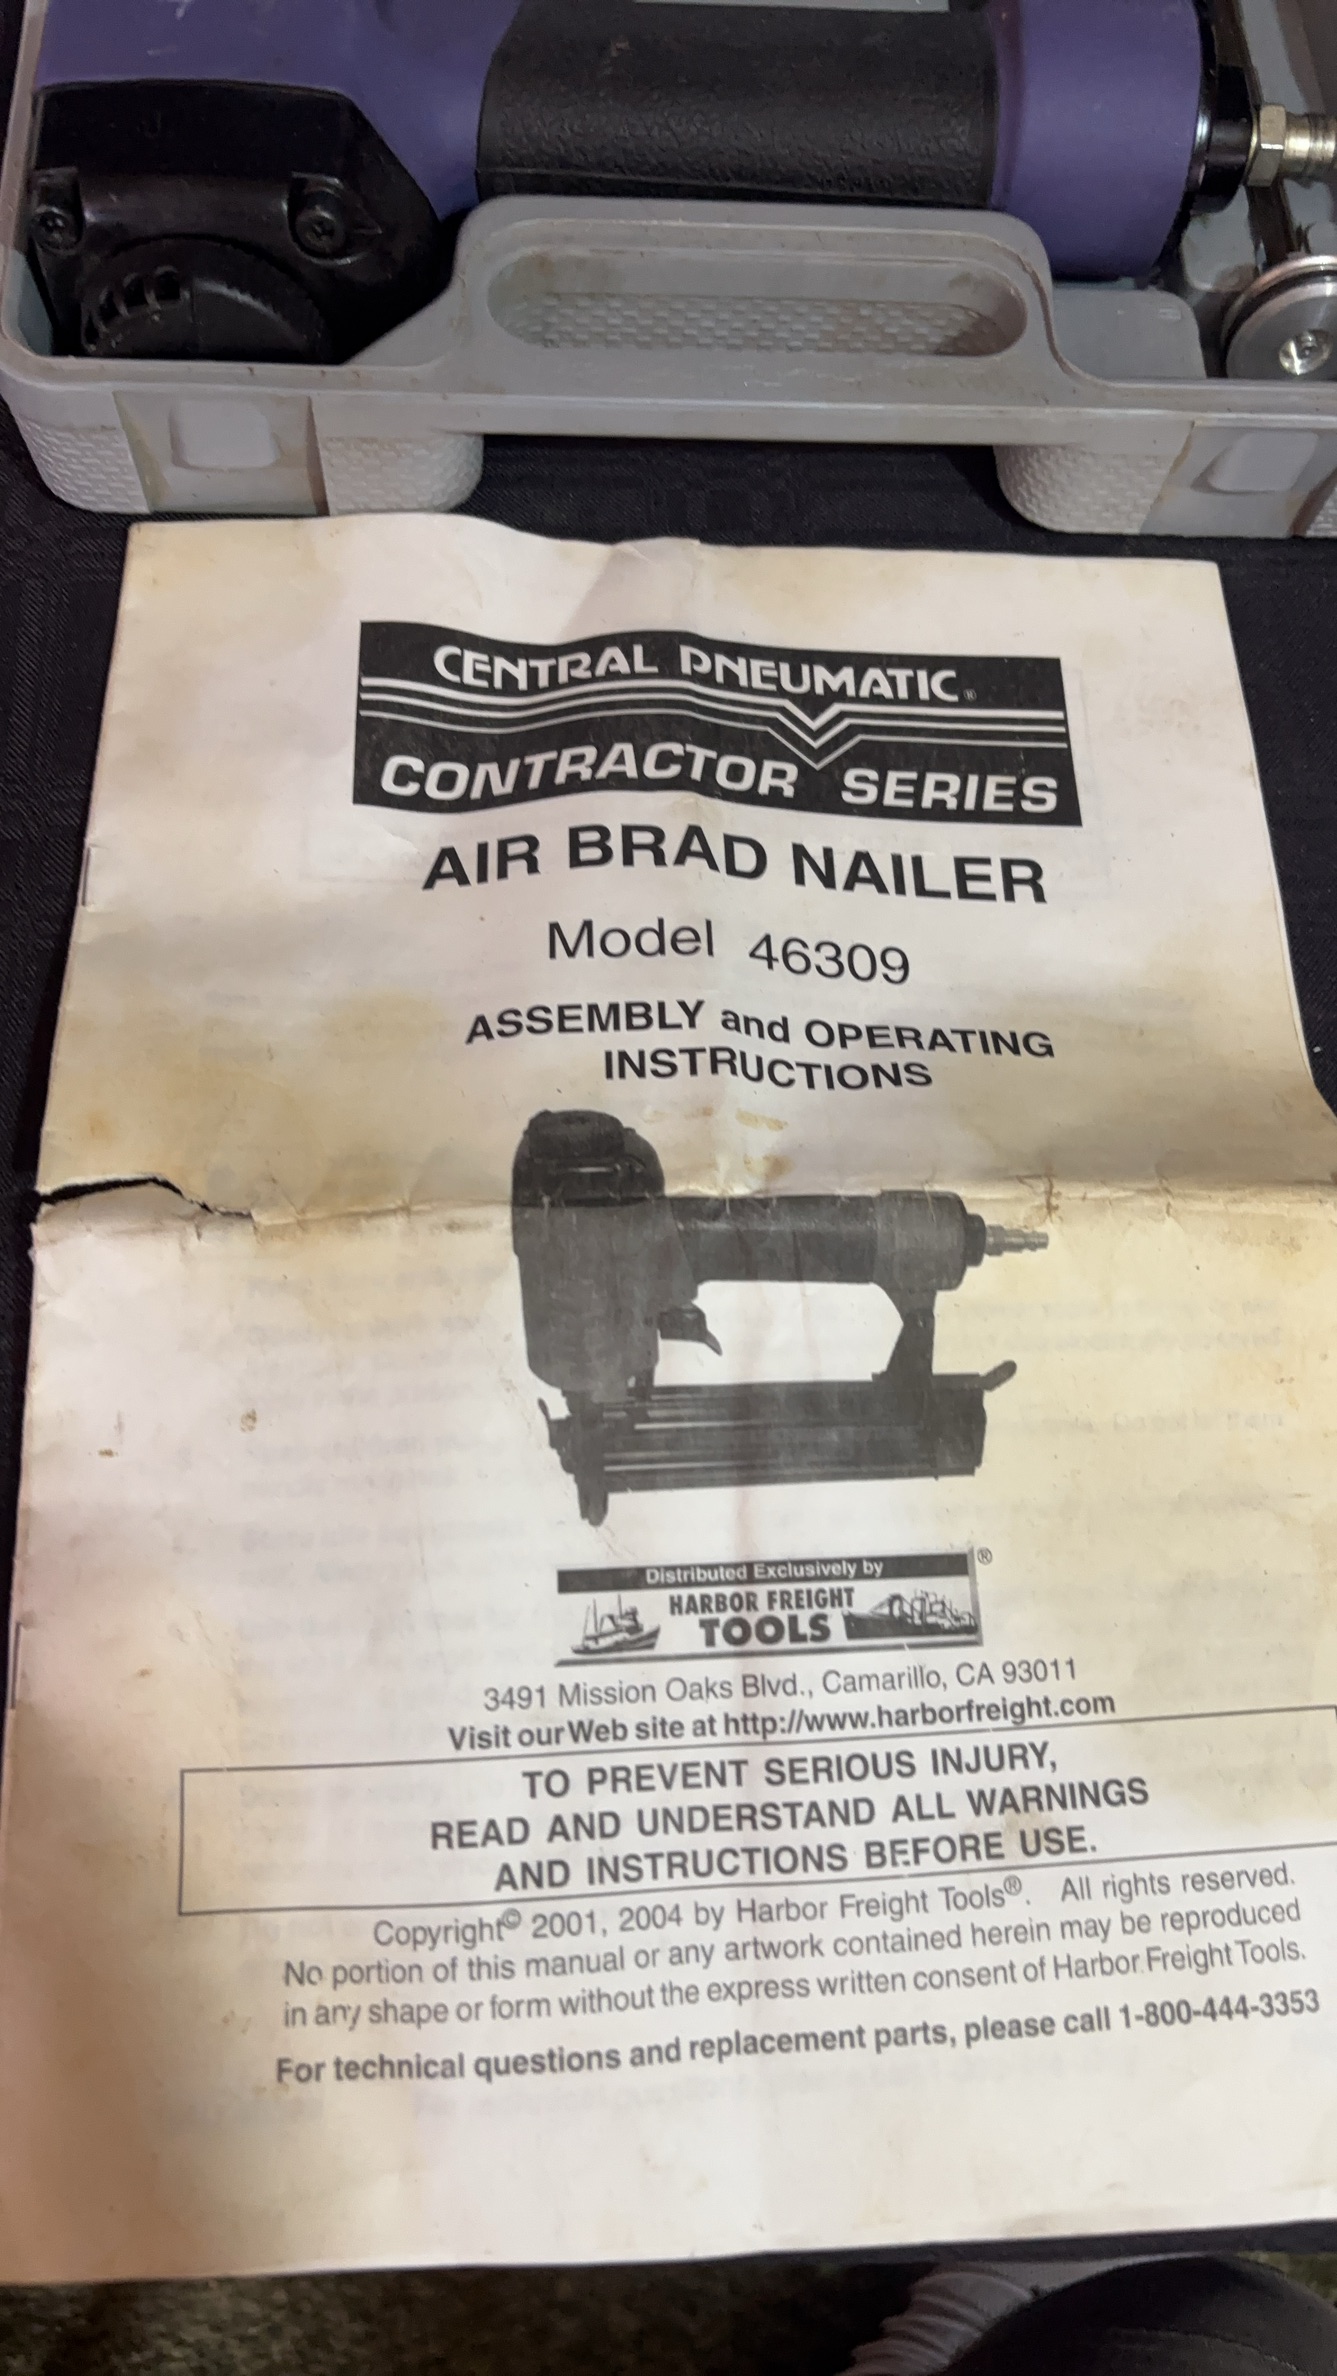 CENTRAL PNEUMATIC®
CONTRACTOR SERIES
AIR BRAD NAILER
Model 46309
ASSEMBLY and OPERATING
INSTRUCTIONS
Distributed Exclusively by ®
HARBOR FREIGHT
TOOLS
3491 Mission Oaks Blvd., Camarillo, CA 93011
Visit our Web site at http://www.harborfreight.com
TO PREVENT SERIOUS INJURY,
READ AND UNDERSTAND ALL WARNINGS
AND INSTRUCTIONS BEFORE USE.
Copyright© 2001, 2004 by Harbor Freight Tools®. All rights reserved.
No portion of this manual or any artwork contained herein may be reproduced
in any shape or form without the express written consent of Harbor Freight Tools.
For technical questions and replacement parts, please call 1-800-444-3353